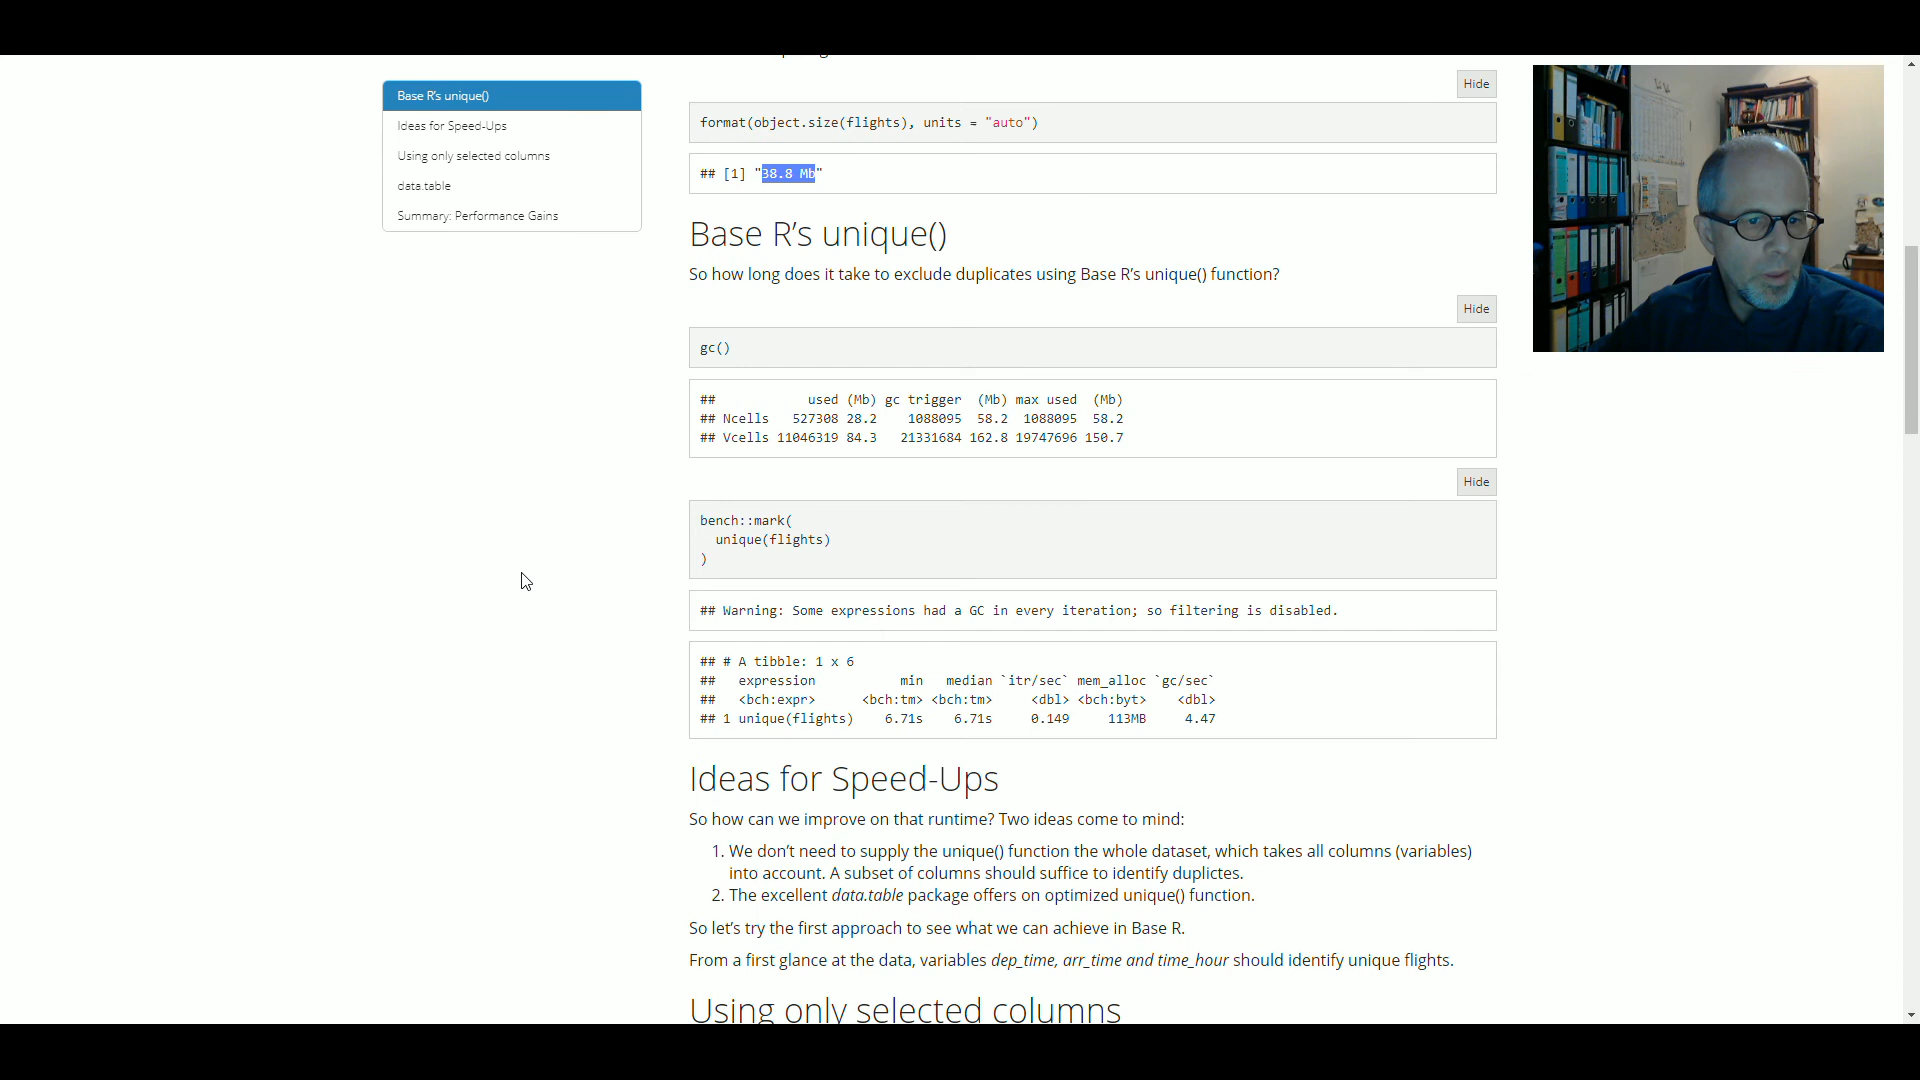 Base R's unique()
Ideas for Speed-Ups
Using only selected columns
data.table
Summary: Performance Gains
Hide
format(object.size(flights), units = "auto")
## [1] "38.8 Mb"
Base R's unique()
So how long does it take to exclude duplicates using Base R's unique() function?
Hide
gc()
##            used (Mb) gc trigger  (Mb) max used  (Mb)
## Ncells   527308 28.2    1088095  58.2  1088095  58.2
## Vcells 11046319 84.3   21331684 162.8 19747696 150.7
Hide
bench::mark(
  unique(flights)
)
## Warning: Some expressions had a GC in every iteration; so filtering is disabled.
## # A tibble: 1 x 6
##   expression           min   median `itr/sec` mem_alloc `gc/sec`
##   <bch:expr>      <bch:tm> <bch:tm>     <dbl> <bch:byt>    <dbl>
## 1 unique(flights)    6.71s    6.71s     0.149     113MB     4.47
Ideas for Speed-Ups
So how can we improve on that runtime? Two ideas come to mind:
1. We don't need to supply the unique() function the whole dataset, which takes all columns (variables)
into account. A subset of columns should suffice to identify duplictes.
2. The excellent data.table package offers on optimized unique() function.
So let's try the first approach to see what we can achieve in Base R.
From a first glance at the data, variables dep_time, arr_time and time_hour should identify unique flights.
Using only selected columns